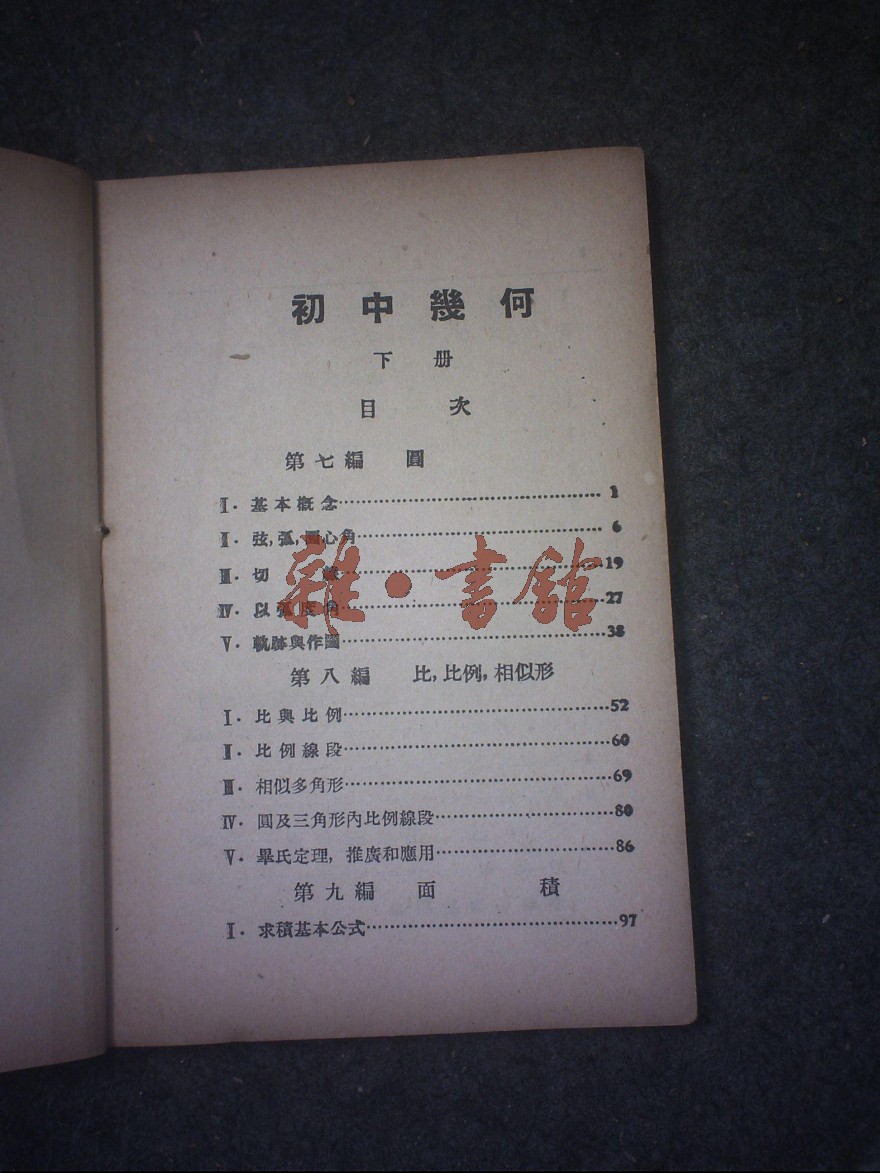 初中幾何
下册
目次
第七編 圓
I. 基本概念 1
II. 弦,弧,圓心角 6
III. 切線 19
IV. 以弧度角 27
V. 軌跡與作圖 38
雜·書館
第八編 比,比例,相似形
I. 比與比例 52
II. 比例線段 60
III. 相似多角形 69
IV. 圓及三角形內比例線段 80
V. 畢氏定理,推廣和應用 86
第九編 面積
I. 求積基本公式 97